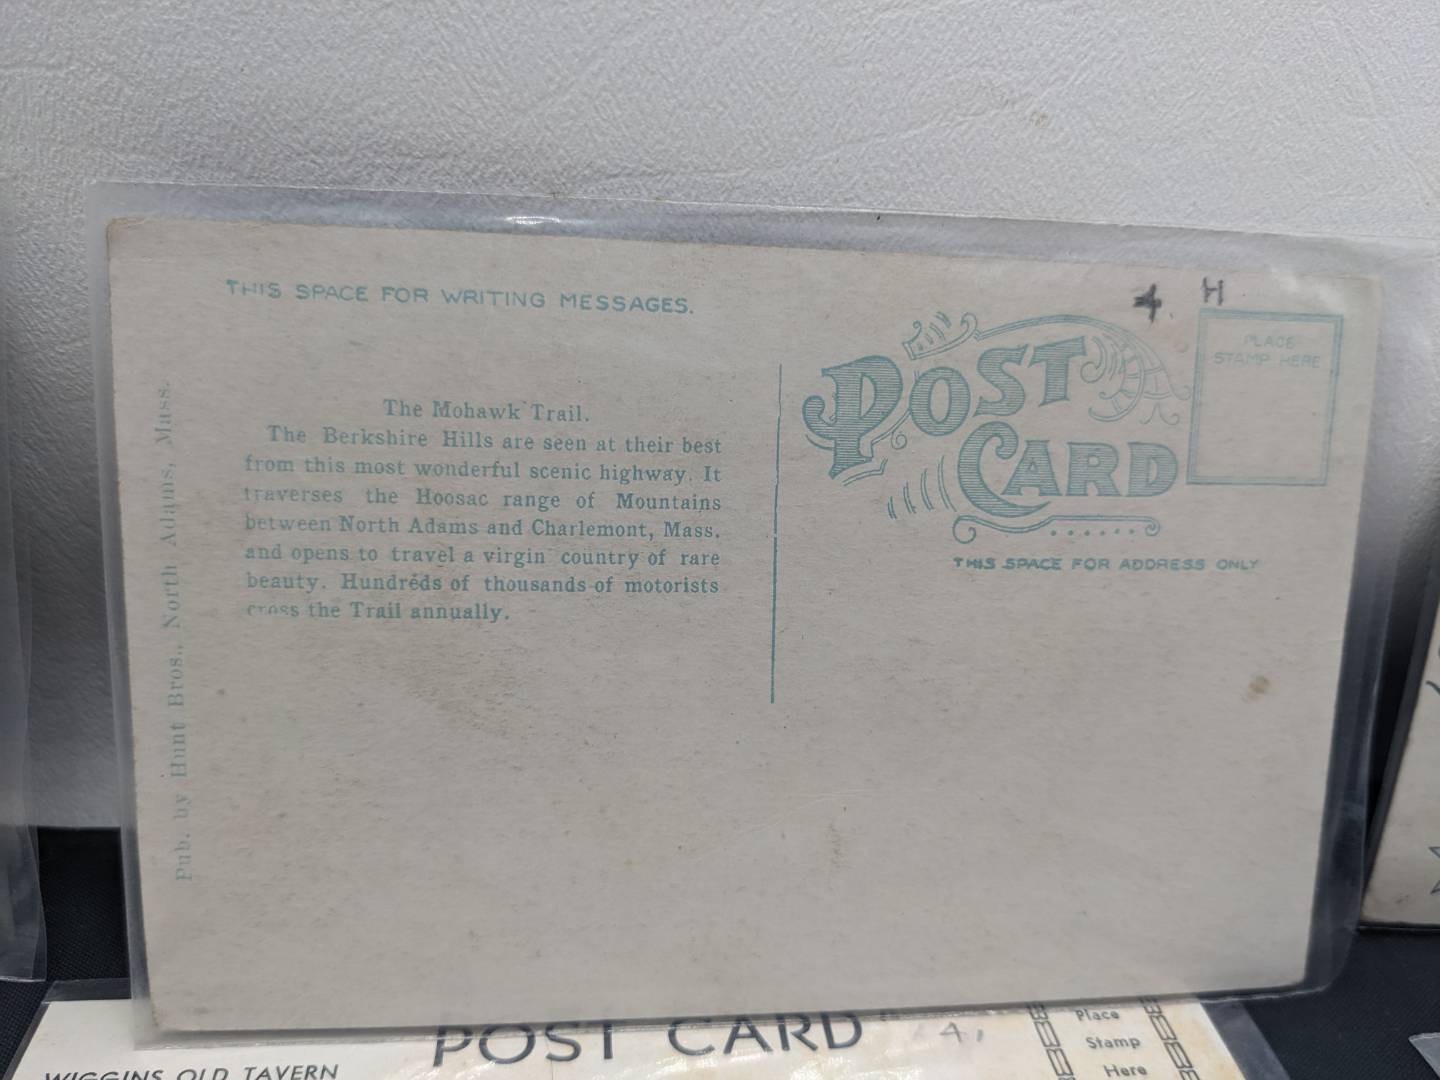 THIS SPACE FOR WRITING MESSAGES.
The Mohawk Trail.
The Berkshire Hills are seen at their best
from this most wonderful scenic highway. It
traverses the Hoosac range of Mountains
between North Adams and Charlemont, Mass.
and opens to travel a virgin country of rare
beauty. Hundreds of thousands of motorists
cross the Trail annually.
Pub. by Hunt Bros., North Adams, Mass.
4 H
POST
CARD
PLACE
STAMP HERE
THIS SPACE FOR ADDRESS ONLY
POST CARD
4,
Place
Stamp
Here
WIGGINS OLD TAVERN